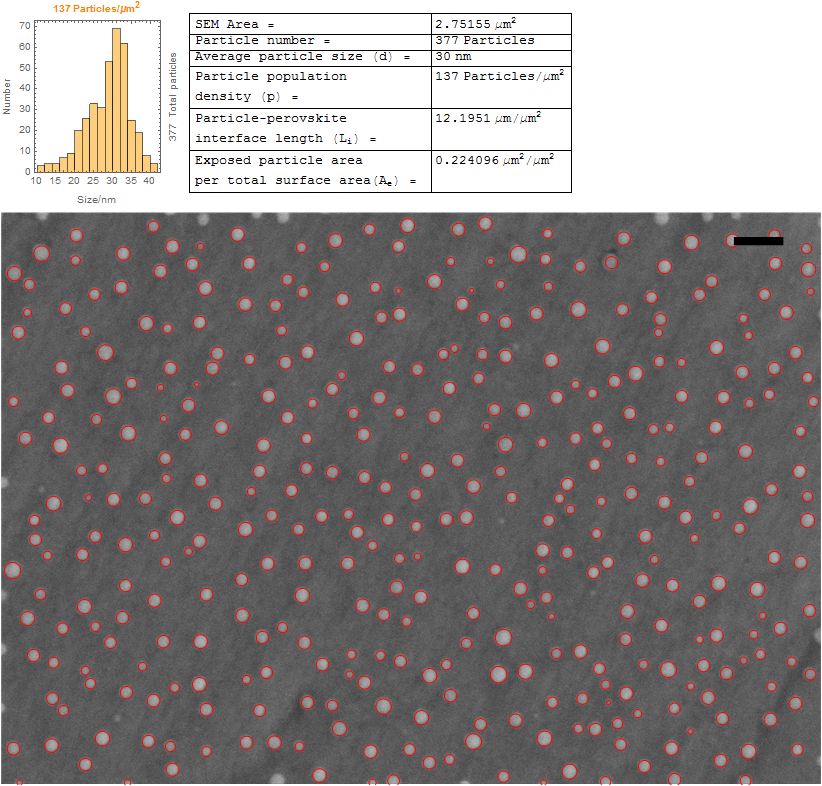 137 Particles/μm²
70
60
50
40
30
20
10
0
Number
10 15 20 25 30 35 40
Size/nm
377 Total particles
SEM Area = 2.75155 μm²
Particle number = 377 Particles
Average particle size (d) = 30 nm
Particle population
density (p) = 137 Particles/μm²
Particle-perovskite
interface length (Lᵢ) = 12.1951 μm/μm²
Exposed particle area
per total surface area(Aₑ) = 0.224096 μm²/μm²